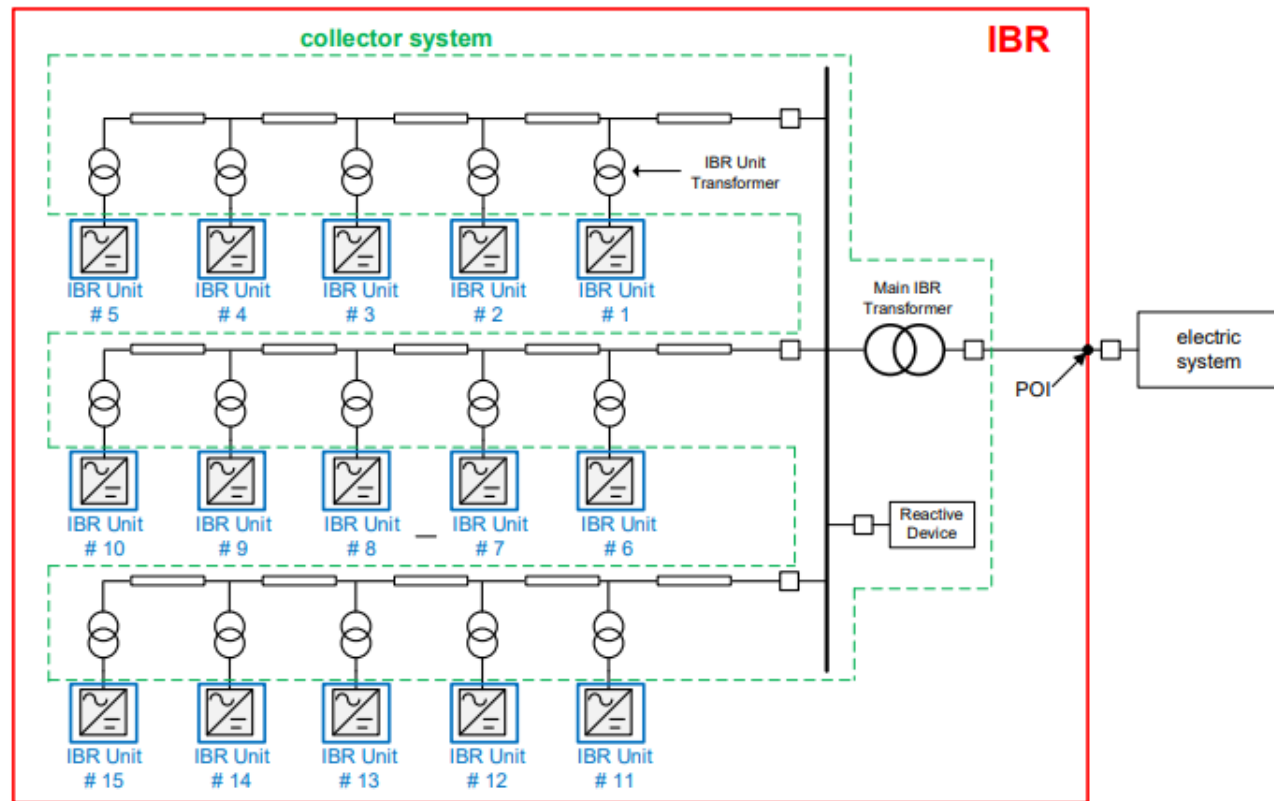 collector system
IBR
IBR Unit
Transformer
IBR Unit
# 5
IBR Unit
# 4
IBR Unit
# 3
IBR Unit
# 2
IBR Unit
# 1
Main IBR
Transformer
electric
system
POI
IBR Unit
# 10
IBR Unit
# 9
IBR Unit
# 8
IBR Unit
# 7
IBR Unit
# 6
Reactive
Device
IBR Unit
# 15
IBR Unit
# 14
IBR Unit
# 13
IBR Unit
# 12
IBR Unit
# 11